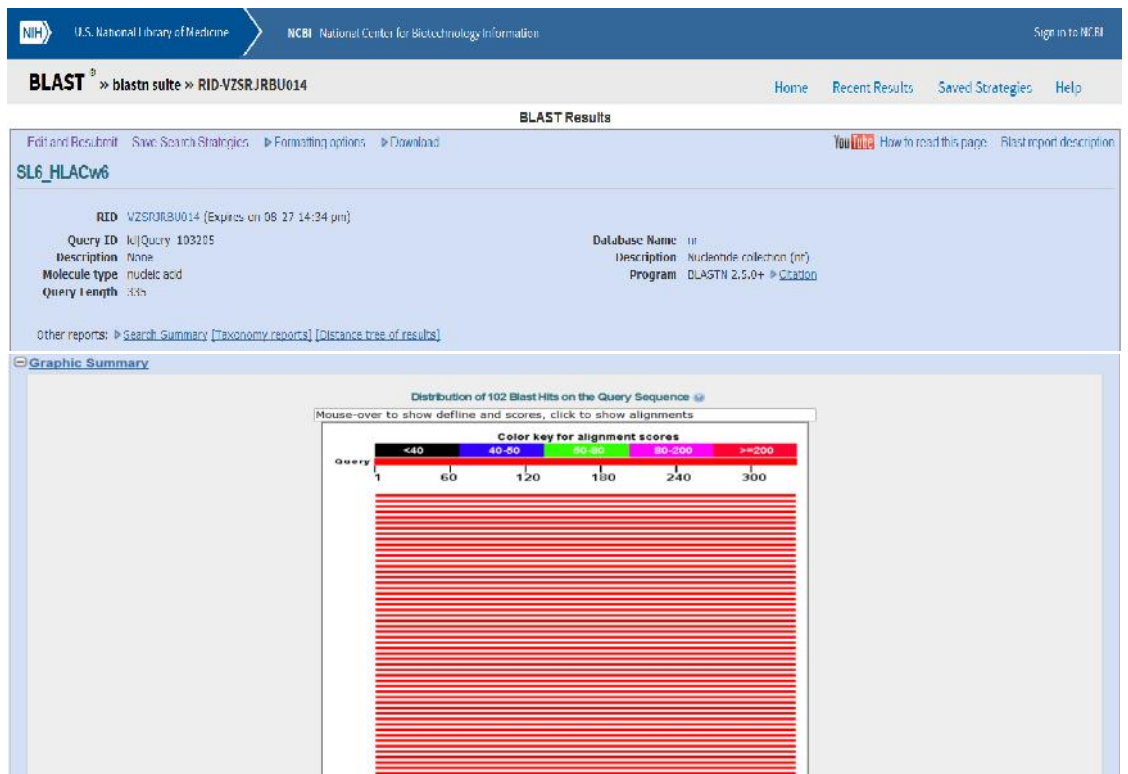 NIH U.S. National Library of Medicine NCBI National Center for Biotechnology Information Sign in to NCBI
BLAST ® » blastn suite » RID-VZSRJRBU014 Home Recent Results Saved Strategies Help
BLAST Results
Edit and Resubmit Save Search Strategies Formatting options Download YouTube How to read this page Blast report description
SL6_HLACw6
RID VZSRJRBU014 (Expires on 08-27 14:34 pm)
Query ID lcl|Query_103205 Database Name nr
Description None Description Nucleotide collection (nt)
Molecule type nucleic acid Program BLASTN 2.5.0+ Citation
Query Length 335
Other reports: Search Summary [Taxonomy reports] [Distance tree of results]
Graphic Summary
Distribution of 102 Blast Hits on the Query Sequence
Mouse-over to show defline and scores, click to show alignments
Color key for alignment scores
<40 40-50 50-80 80-200 >=200
Query
1 60 120 180 240 300